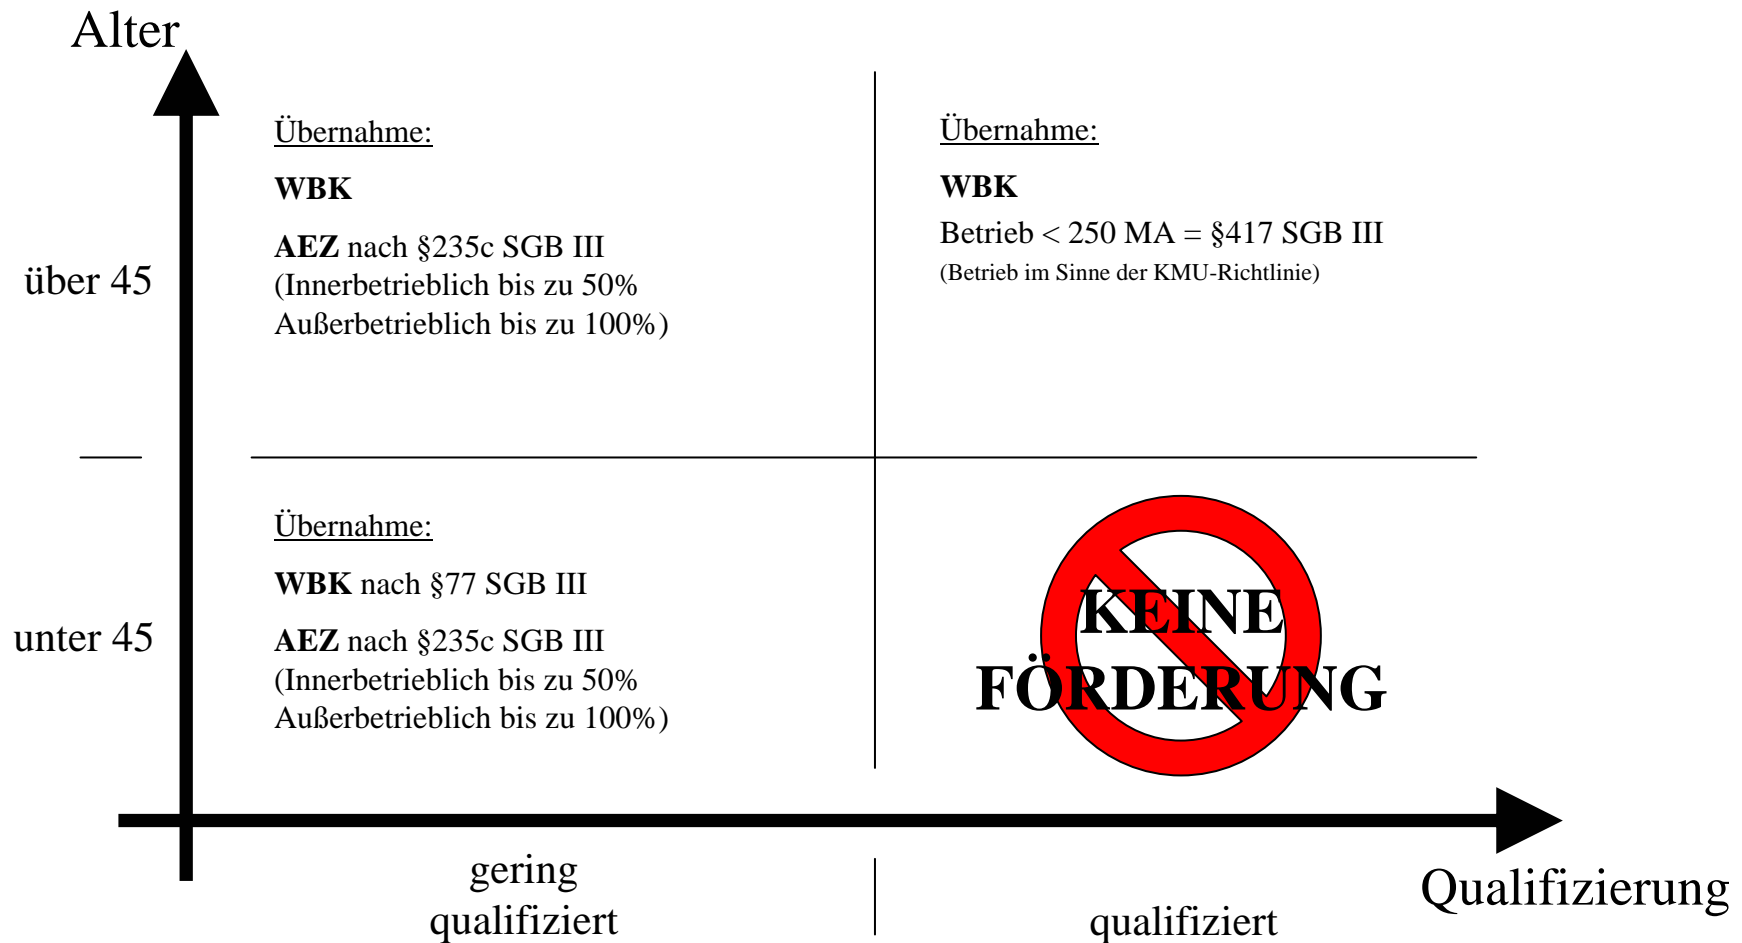 Alter
Übernahme:
WBK
AEZ nach §235c SGB III
(Innerbetrieblich bis zu 50%
Außerbetrieblich bis zu 100%)
Übernahme:
WBK
Betrieb < 250 MA = §417 SGB III
(Betrieb im Sinne der KMU-Richtlinie)
über 45
Übernahme:
WBK nach §77 SGB III
AEZ nach §235c SGB III
(Innerbetrieblich bis zu 50%
Außerbetrieblich bis zu 100%)
KEINE
FÖRDERUNG
unter 45
gering
qualifiziert
qualifiziert
Qualifizierung